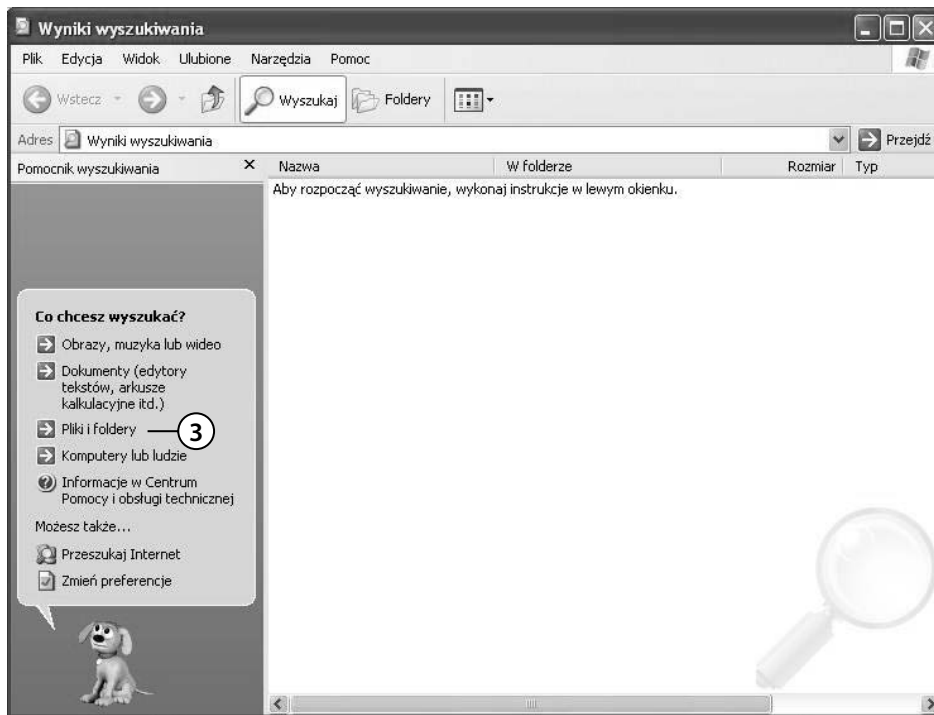 Wyniki wyszukiwania
Plik Edycja Widok Ulubione Narzędzia Pomoc
Wstecz Wyszukaj Foldery
Adres Wyniki wyszukiwania Przejdź
Pomocnik wyszukiwania Nazwa W folderze Rozmiar Typ
Aby rozpocząć wyszukiwanie, wykonaj instrukcje w lewym okienku.
Co chcesz wyszukać?
Obrazy, muzyka lub wideo
Dokumenty (edytory
tekstów, arkusze
kalkulacyjne itd.)
Pliki i foldery 3
Komputery lub ludzie
Informacje w Centrum
Pomocy i obsługi technicznej
Możesz także...
Przeszukaj Internet
Zmień preferencje